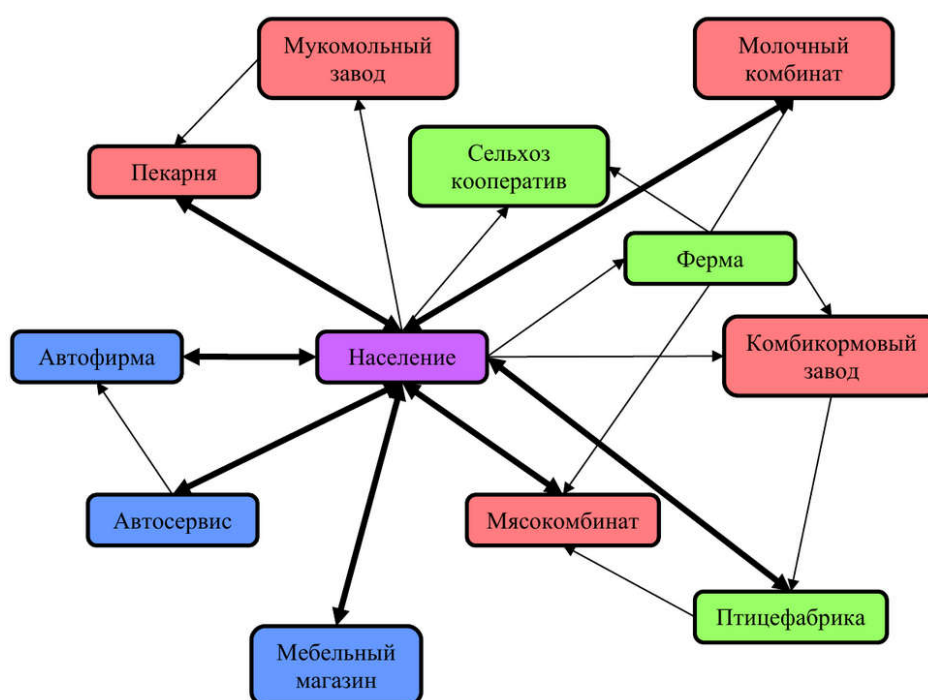 Мукомольный
завод
Молочный
комбинат
Пекарня
Сельхоз
кооператив
Ферма
Автофирма
Население
Комбикормовый
завод
Автосервис
Мясокомбинат
Птицефабрика
Мебельный
магазин